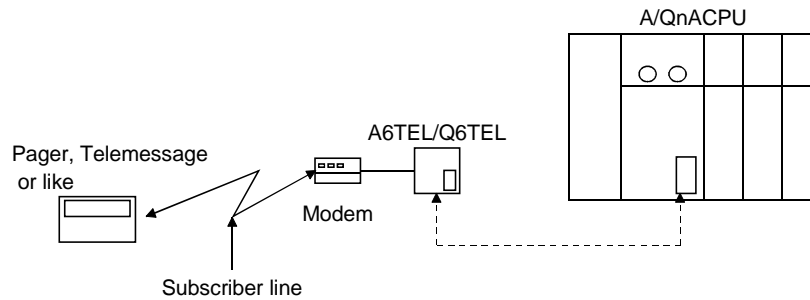 A/QnACPU
A6TEL/Q6TEL
Pager, Telemessage
or like
Modem
Subscriber line